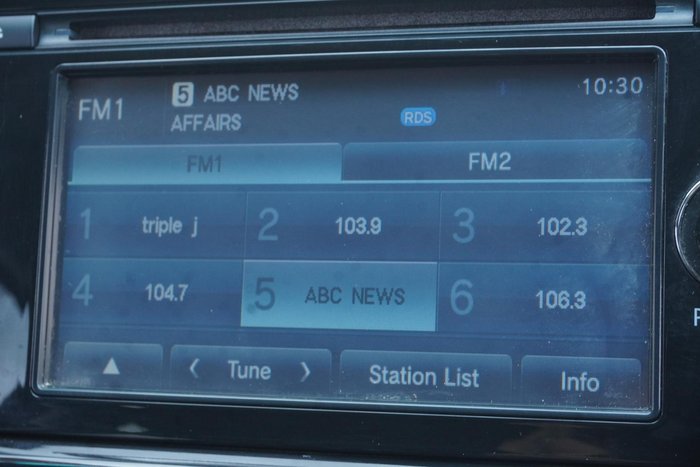 FM1 5 ABC NEWS 10:30
AFFAIRS RDS
FM1 FM2
1 triple j 2 103.9 3 102.3
4 104.7 5 ABC NEWS 6 106.3
▲ < Tune > Station List Info